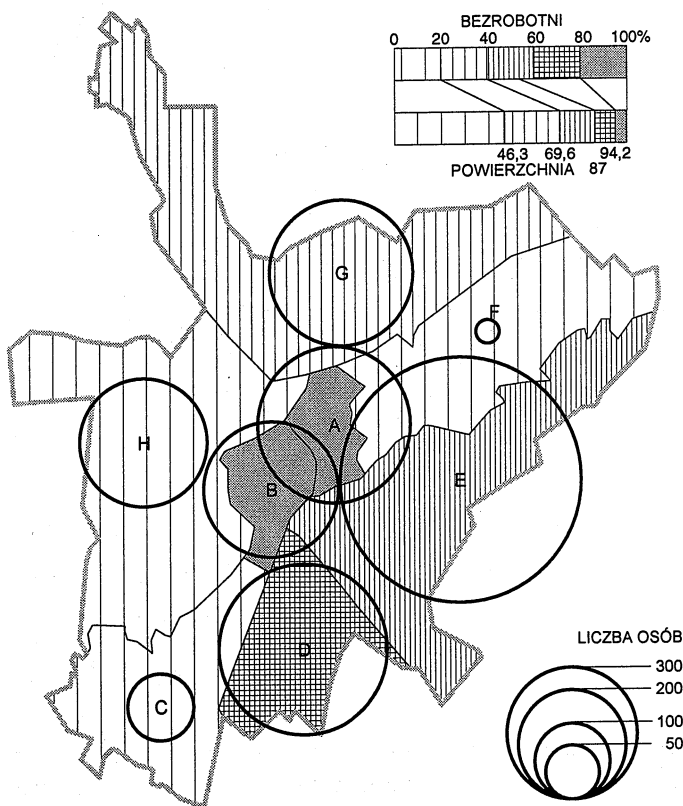 BEZROBOTNI
0 20 40 60 80 100%
46,3 69,6 94,2
POWIERZCHNIA 87
G
F
A
H
B
E
D
C
LICZBA OSÓB
300
200
100
50